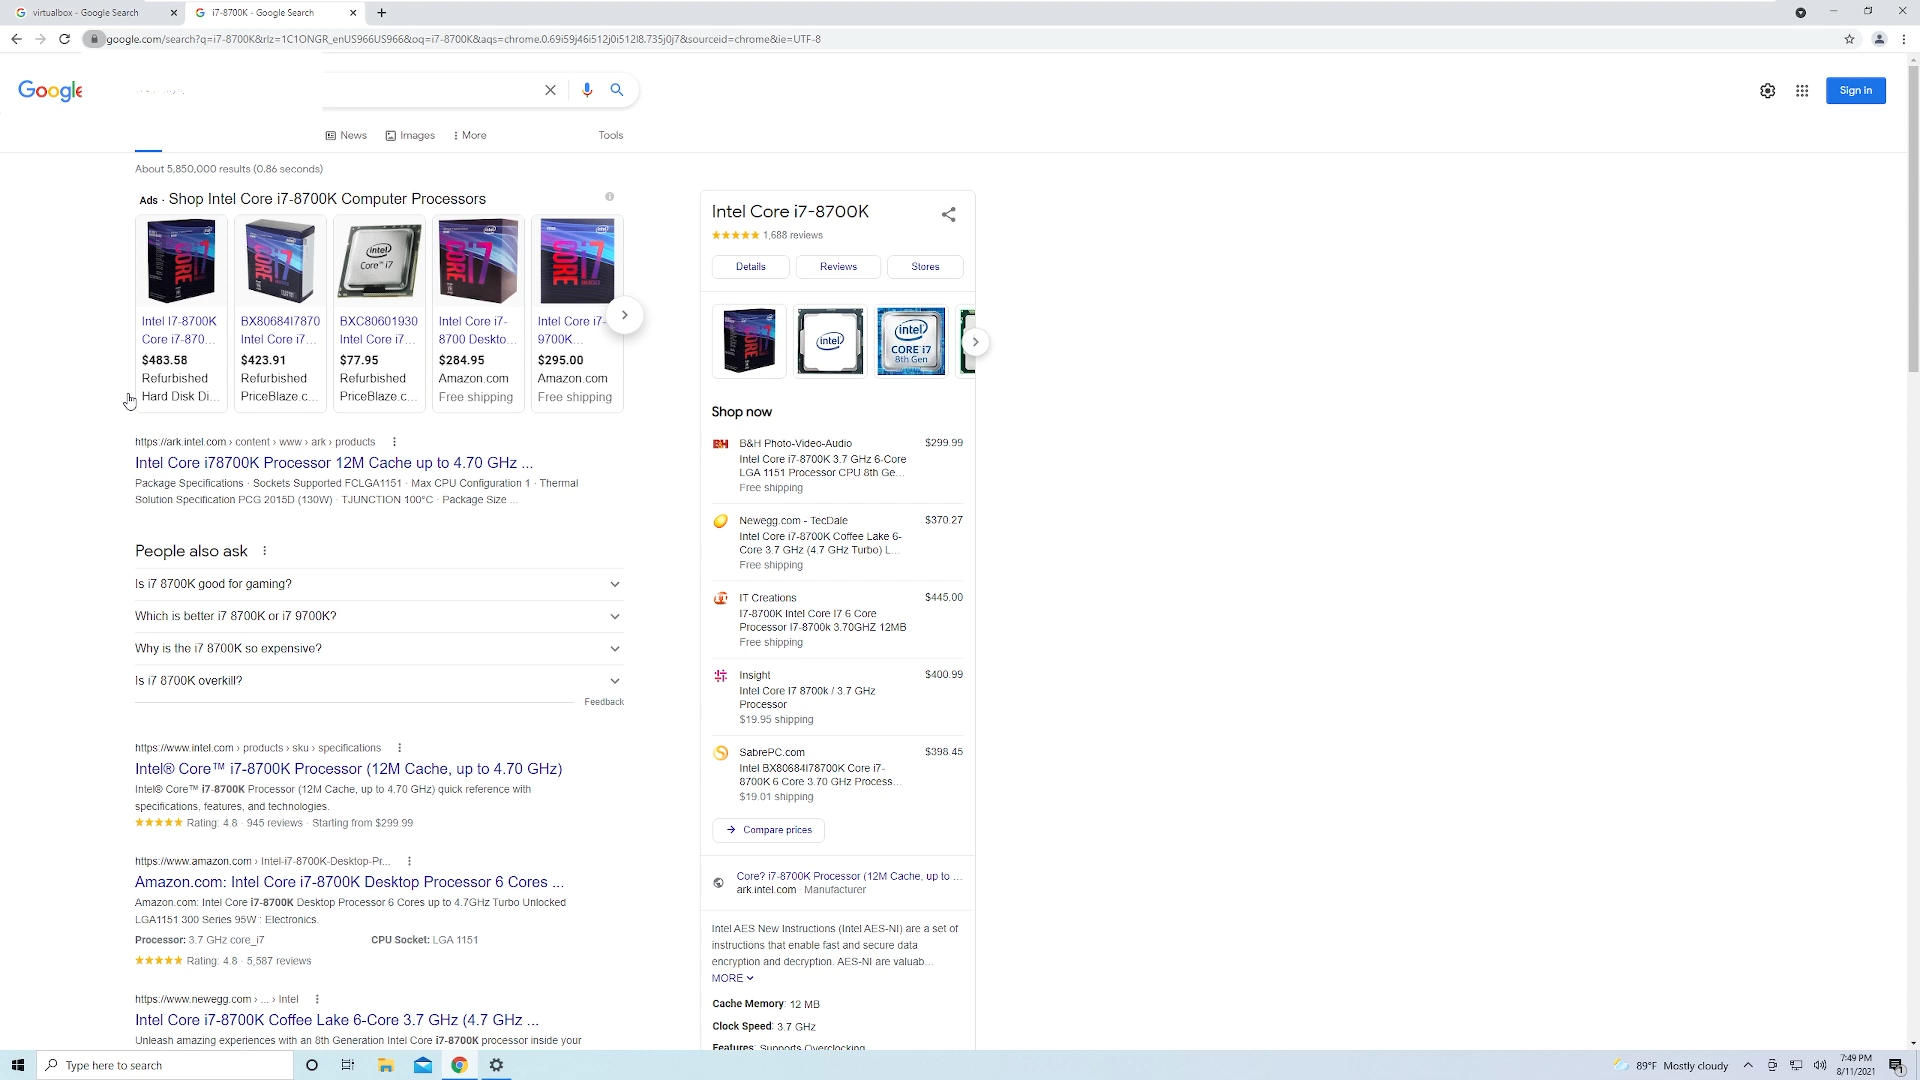 virtualbox - Google Search
i7-8700K - Google Search
google.com/search?q=i7-8700K&rlz=1C1ONGR_enUS966US966&oq=i7-8700K&aqs=chrome.0.69i59j46i512j0i512l8.735j0j7&sourceid=chrome&ie=UTF-8
Google
Sign in
News
Images
More
Tools
About 5,850,000 results (0.86 seconds)
Ads · Shop Intel Core i7-8700K Computer Processors
Intel I7-8700K
Core i7-870...
$483.58
Refurbished
Hard Disk Di...
BX80684I7870
Intel Core i7...
$423.91
Refurbished
PriceBlaze.c...
BXC80601930
Intel Core i7...
$77.95
Refurbished
PriceBlaze.c...
Intel Core i7-
8700 Deskto...
$284.95
Amazon.com
Free shipping
Intel Core i7-
9700K...
$295.00
Amazon.com
Free shipping
https://ark.intel.com › content › www › ark › products
Intel Core i78700K Processor 12M Cache up to 4.70 GHz ...
Package Specifications · Sockets Supported FCLGA1151 · Max CPU Configuration 1 · Thermal
Solution Specification PCG 2015D (130W) · TJUNCTION 100°C · Package Size ...
People also ask
Is i7 8700K good for gaming?
Which is better i7 8700K or i7 9700K?
Why is the i7 8700K so expensive?
Is i7 8700K overkill?
Feedback
https://www.intel.com › products › sku › specifications
Intel® Core™ i7-8700K Processor (12M Cache, up to 4.70 GHz)
Intel® Core™ i7-8700K Processor (12M Cache, up to 4.70 GHz) quick reference with
specifications, features, and technologies.
Rating: 4.8 · 945 reviews · Starting from $299.99
https://www.amazon.com › Intel-i7-8700K-Desktop-Pr...
Amazon.com: Intel Core i7-8700K Desktop Processor 6 Cores ...
Amazon.com: Intel Core i7-8700K Desktop Processor 6 Cores up to 4.7GHz Turbo Unlocked
LGA1151 300 Series 95W : Electronics.
Processor: 3.7 GHz core_i7
CPU Socket: LGA 1151
Rating: 4.8 · 5,587 reviews
https://www.newegg.com › ... › Intel
Intel Core i7-8700K Coffee Lake 6-Core 3.7 GHz (4.7 GHz ...
Unleash amazing experiences with an 8th Generation Intel Core i7-8700K processor inside your
Intel Core i7-8700K
1,688 reviews
Details
Reviews
Stores
intel
intel
CORE i7
8th Gen
Shop now
B&H Photo-Video-Audio
$299.99
Intel Core i7-8700K 3.7 GHz 6-Core
LGA 1151 Processor CPU 8th Ge...
Free shipping
Newegg.com - TecDale
$370.27
Intel Core i7-8700K Coffee Lake 6-
Core 3.7 GHz (4.7 GHz Turbo) L...
Free shipping
IT Creations
$445.00
I7-8700K Intel Core I7 6 Core
Processor I7-8700k 3.70GHZ 12MB
Free shipping
Insight
$400.99
Intel Core I7 8700k / 3.7 GHz
Processor
$19.95 shipping
SabrePC.com
$398.45
Intel BX80684I78700K Core i7-
8700K 6 Core 3.70 GHz Process...
$19.01 shipping
Compare prices
Core? i7-8700K Processor (12M Cache, up to ...
ark.intel.com · Manufacturer
Intel AES New Instructions (Intel AES-NI) are a set of
instructions that enable fast and secure data
encryption and decryption. AES-NI are valuab...
MORE
Cache Memory: 12 MB
Clock Speed: 3.7 GHz
Features: Supports Overclocking
Type here to search
89°F Mostly cloudy
7:49 PM
8/11/2021